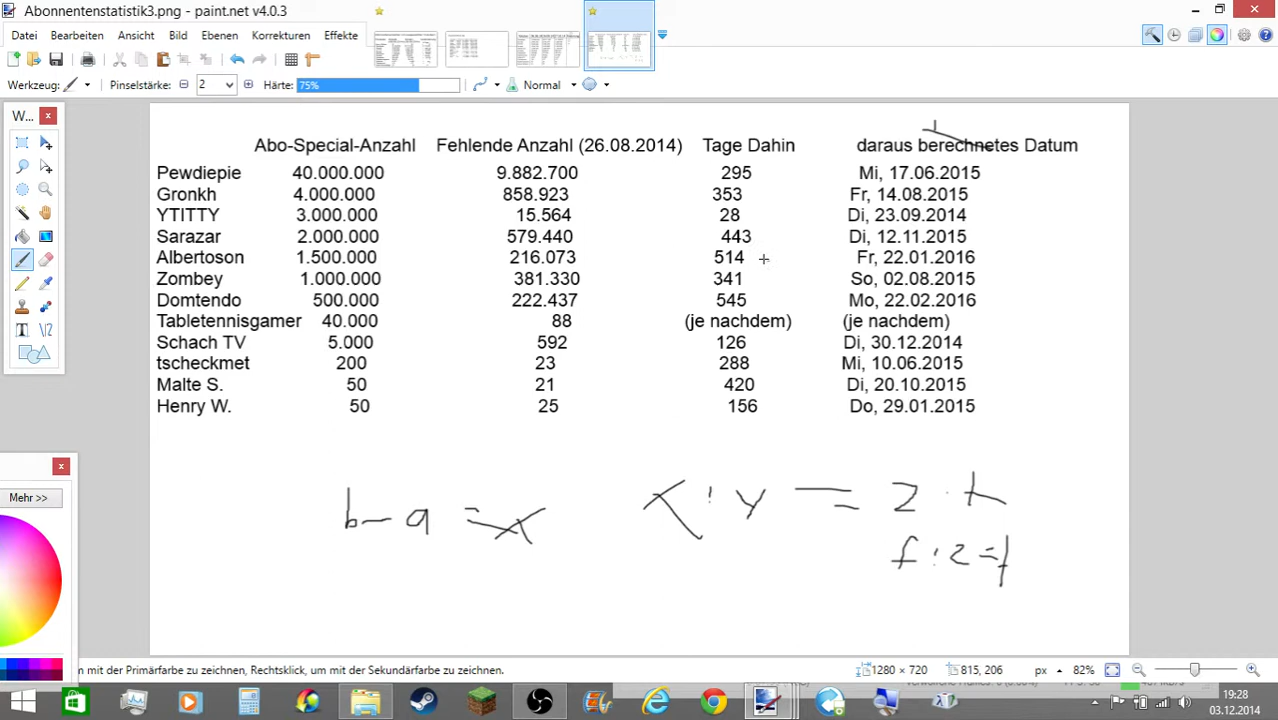 Abonnentenstatistik3.png - paint.net v4.0.3
Datei Bearbeiten Ansicht Bild Ebenen Korrekturen Effekte
Werkzeug: Pinselstärke: 2 Härte: 75% Normal
W...
Abo-Special-Anzahl Fehlende Anzahl (26.08.2014) Tage Dahin daraus berechnetes Datum
Pewdiepie 40.000.000 9.882.700 295 Mi, 17.06.2015
Gronkh 4.000.000 858.923 353 Fr, 14.08.2015
YTITTY 3.000.000 15.564 28 Di, 23.09.2014
Sarazar 2.000.000 579.440 443 Di, 12.11.2015
Albertoson 1.500.000 216.073 514 Fr, 22.01.2016
Zombey 1.000.000 381.330 341 So, 02.08.2015
Domtendo 500.000 222.437 545 Mo, 22.02.2016
Tabletennisgamer 40.000 88 (je nachdem) (je nachdem)
Schach TV 5.000 592 126 Di, 30.12.2014
tscheckmet 200 23 288 Mi, 10.06.2015
Malte S. 50 21 420 Di, 20.10.2015
Henry W. 50 25 156 Do, 29.01.2015
Mehr >>
b - a = x x : y = z
f : z = t
m mit der Primärfarbe zu zeichnen, Rechtsklick, um mit der Sekundärfarbe zu zeichnen. 1280 × 720 815, 206 px 82%
19:28
03.12.2014